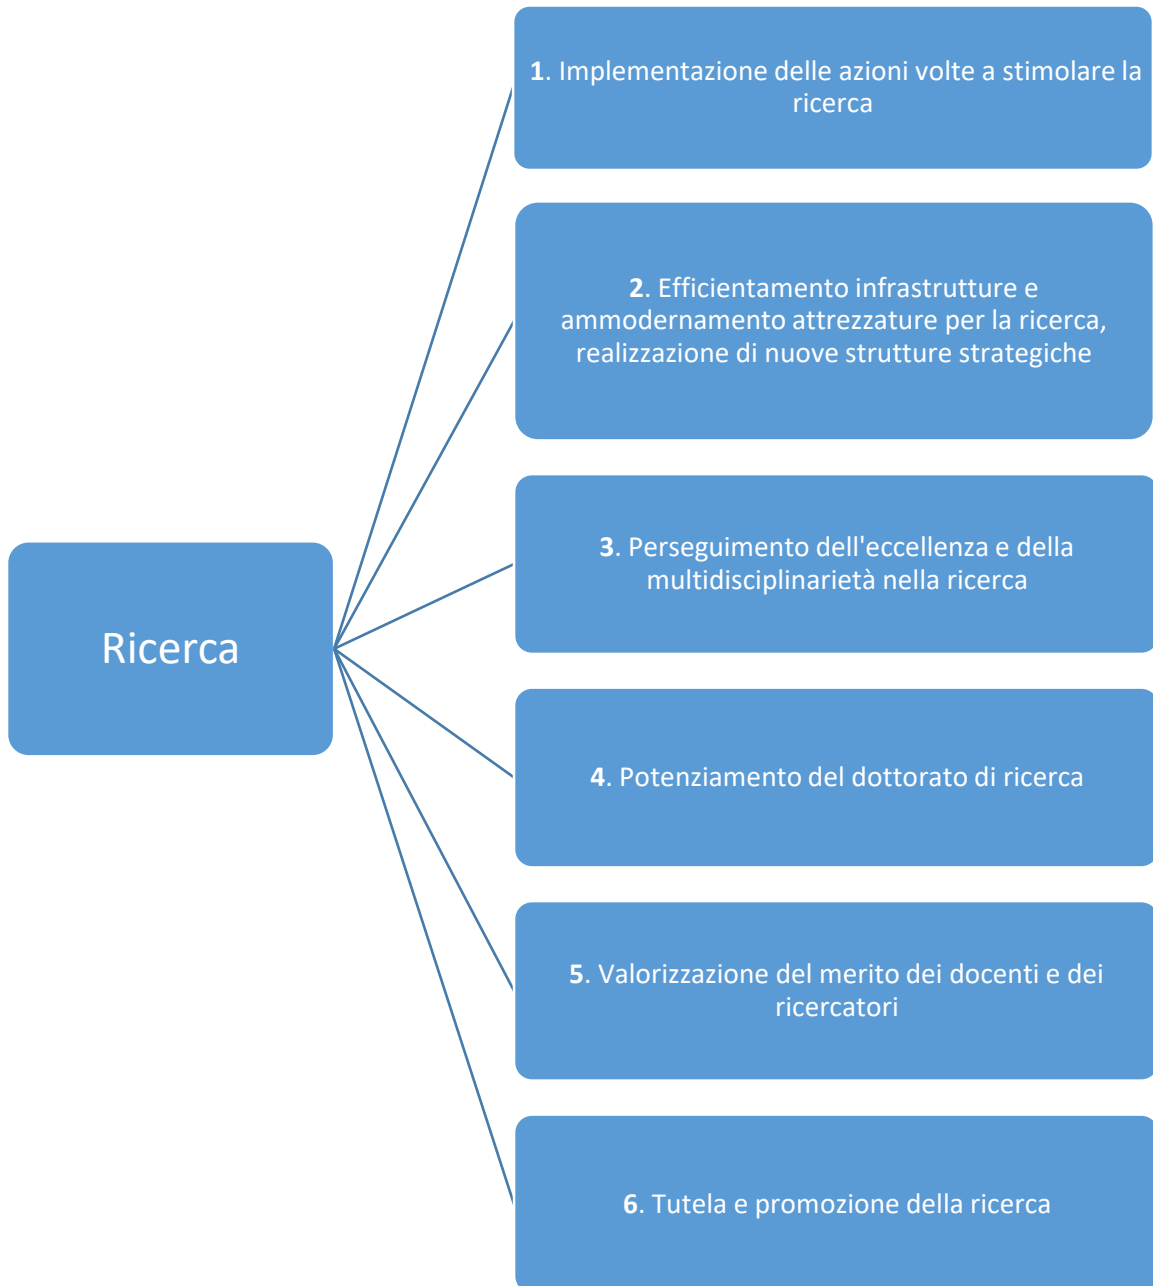 1. Implementazione delle azioni volte a stimolare la
ricerca
2. Efficientamento infrastrutture e
ammodernamento attrezzature per la ricerca,
realizzazione di nuove strutture strategiche
3. Perseguimento dell'eccellenza e della
multidisciplinarietà nella ricerca
Ricerca
4. Potenziamento del dottorato di ricerca
5. Valorizzazione del merito dei docenti e dei
ricercatori
6. Tutela e promozione della ricerca